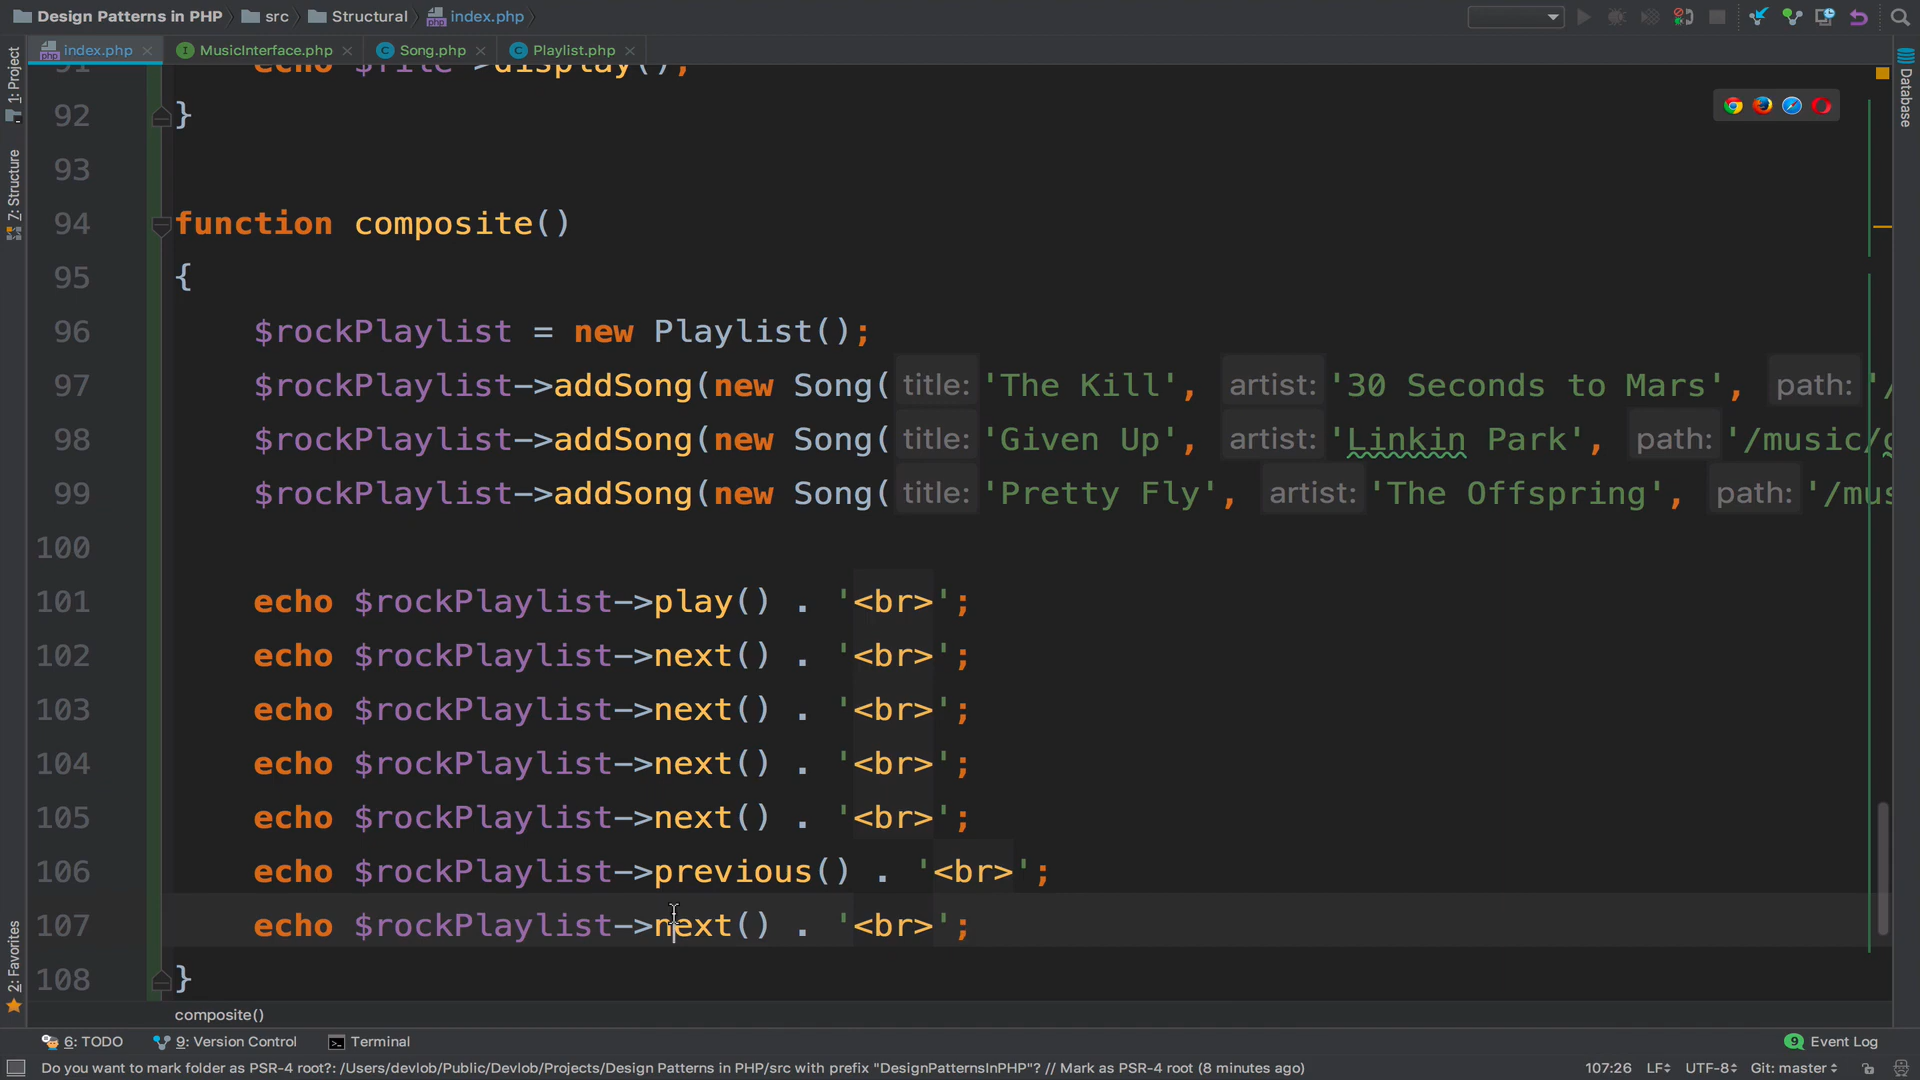 Design Patterns in PHP src Structural index.php
index.php MusicInterface.php Song.php Playlist.php
91 echo $file->display();
92 }
93
94 function composite()
95 {
96 $rockPlaylist = new Playlist();
97 $rockPlaylist->addSong(new Song( title: 'The Kill', artist: '30 Seconds to Mars', path: '/
98 $rockPlaylist->addSong(new Song( title: 'Given Up', artist: 'Linkin Park', path: '/music/g
99 $rockPlaylist->addSong(new Song( title: 'Pretty Fly', artist: 'The Offspring', path: '/mus
100
101 echo $rockPlaylist->play() . '<br>';
102 echo $rockPlaylist->next() . '<br>';
103 echo $rockPlaylist->next() . '<br>';
104 echo $rockPlaylist->next() . '<br>';
105 echo $rockPlaylist->next() . '<br>';
106 echo $rockPlaylist->previous() . '<br>';
107 echo $rockPlaylist->next() . '<br>';
108 }
composite()
1: Project
7: Structure
2: Favorites
Database
6: TODO 9: Version Control Terminal 9 Event Log
Do you want to mark folder as PSR-4 root?: /Users/devlob/Public/Devlob/Projects/Design Patterns in PHP/src with prefix "DesignPatternsInPHP"? // Mark as PSR-4 root (8 minutes ago) 107:26 LF UTF-8 Git: master